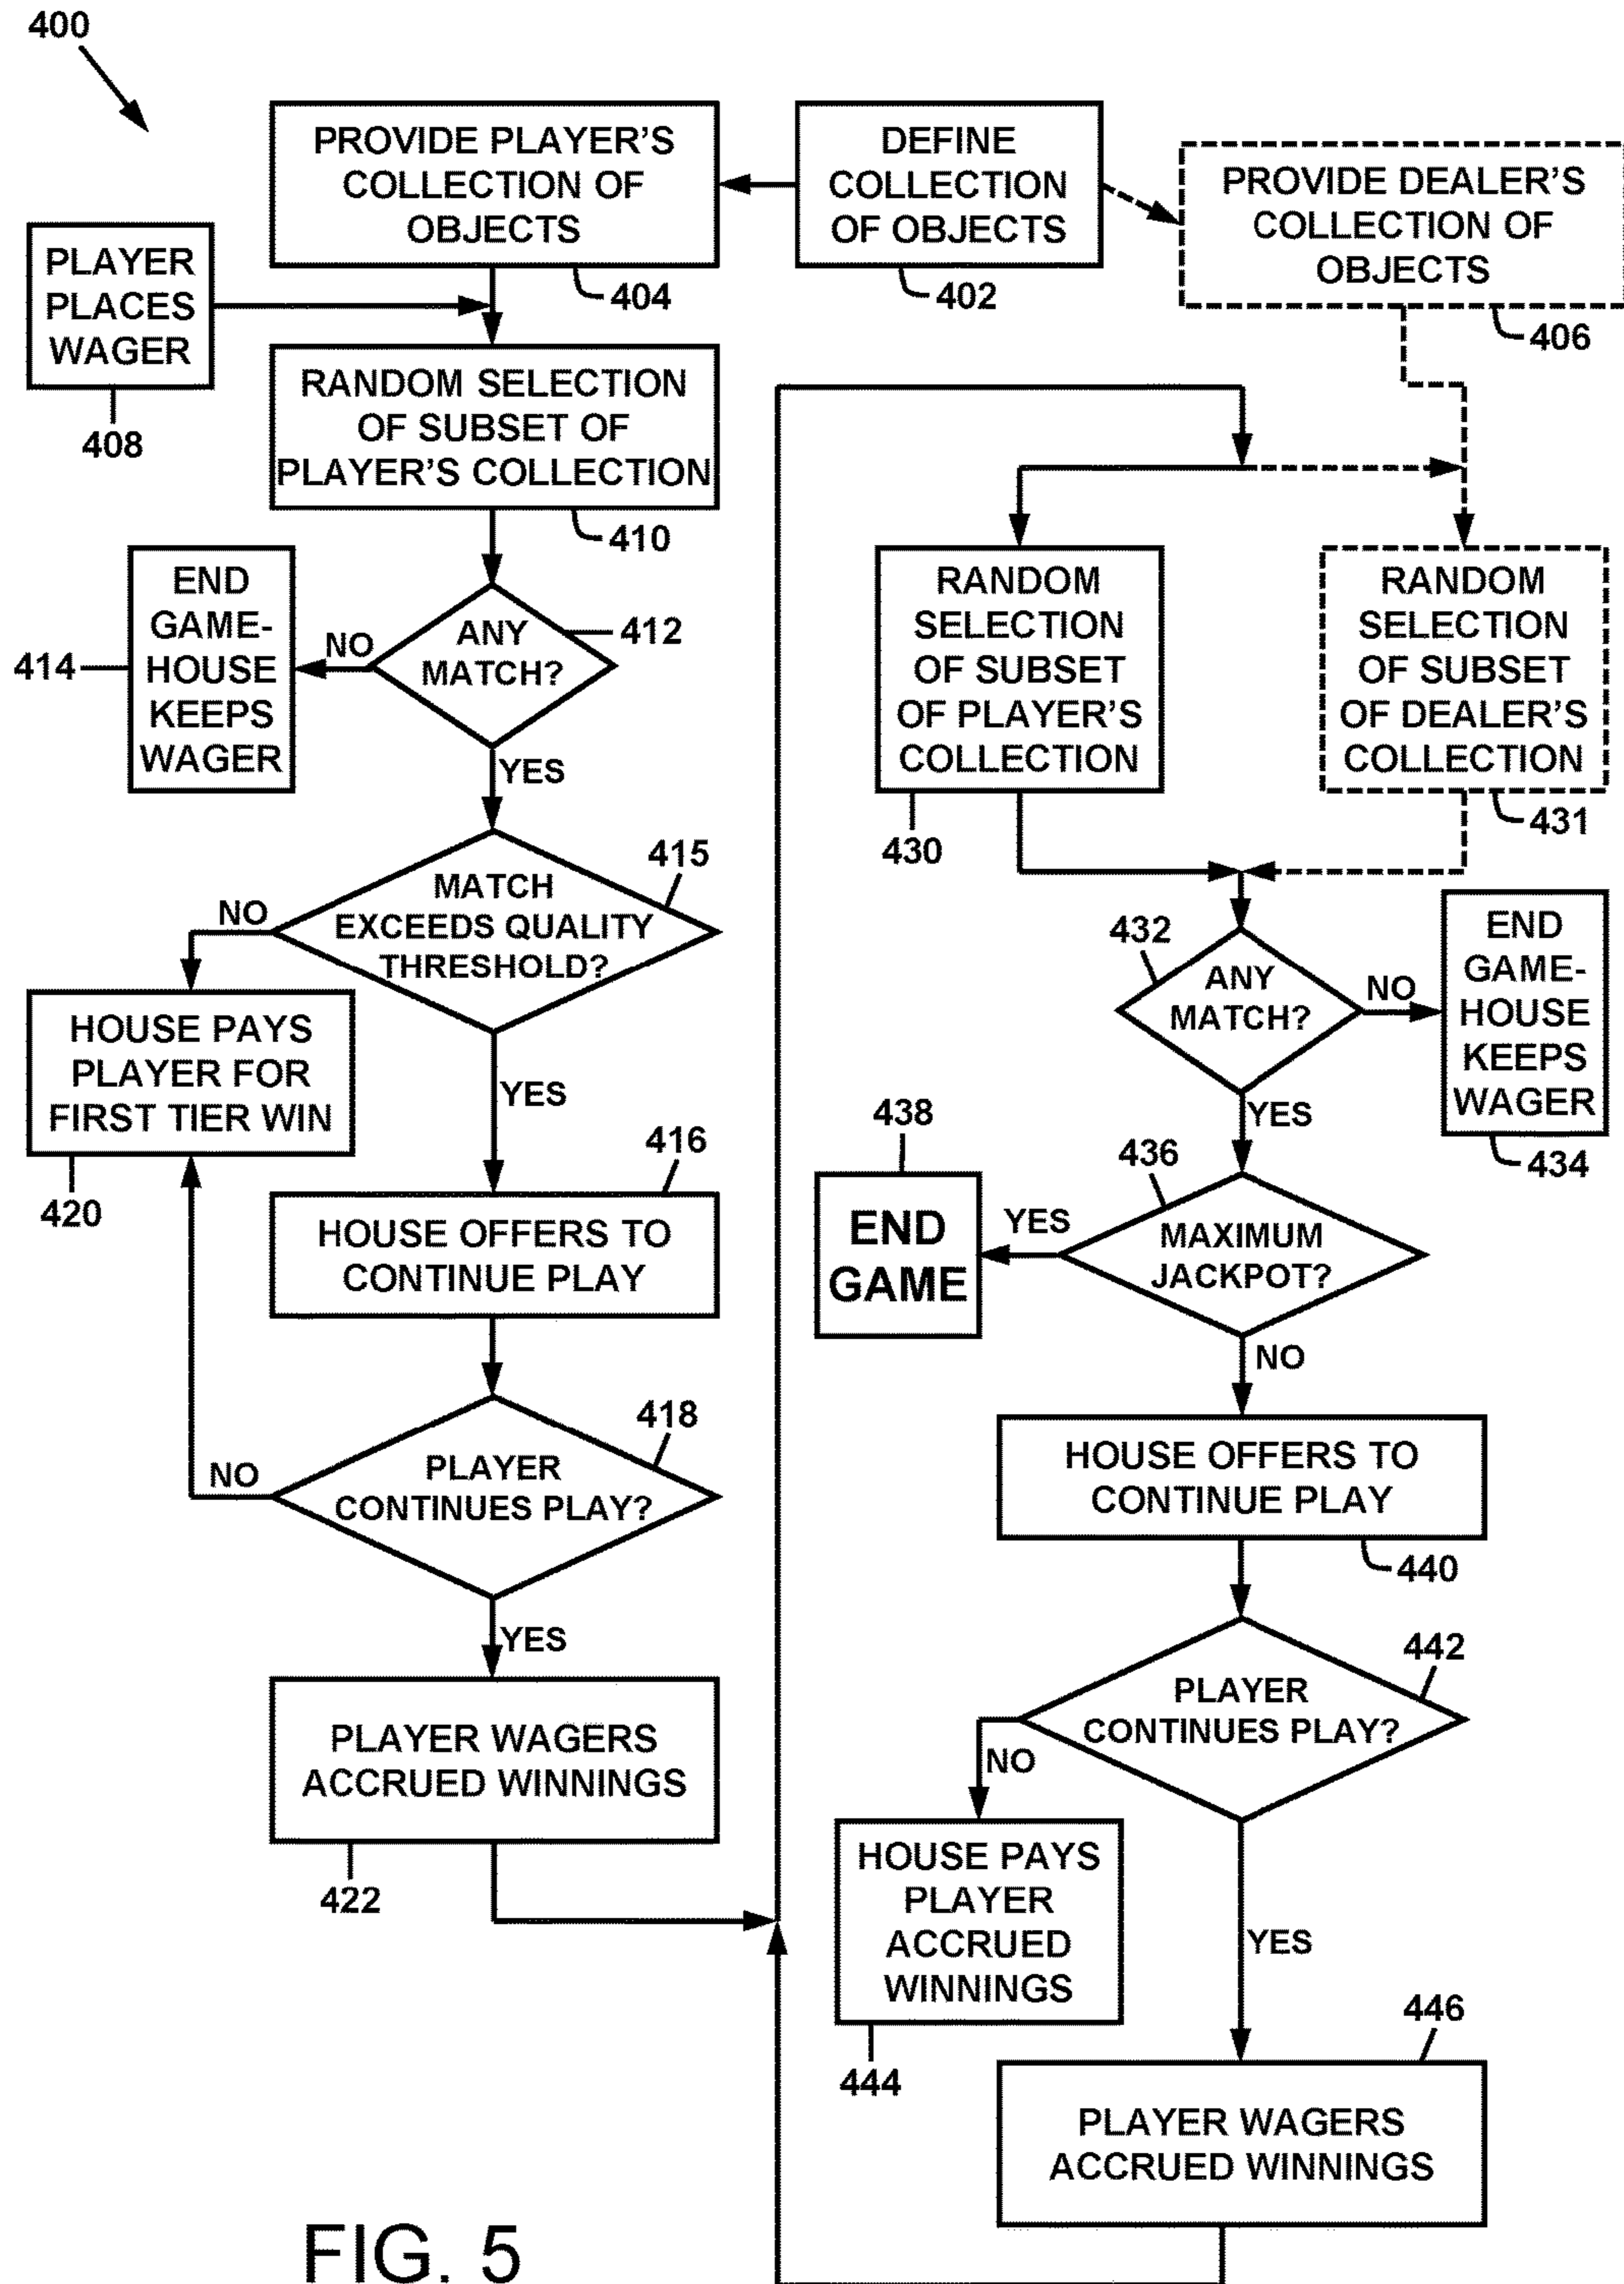 400
PROVIDE PLAYER'S
COLLECTION OF
OBJECTS
404
DEFINE
COLLECTION
OF OBJECTS
402
PROVIDE DEALER'S
COLLECTION OF
OBJECTS
406
PLAYER
PLACES
WAGER
408
RANDOM SELECTION
OF SUBSET OF
PLAYER'S COLLECTION
410
ANY
MATCH?
412
NO
END
GAME-
HOUSE
KEEPS
WAGER
414
YES
MATCH
EXCEEDS QUALITY
THRESHOLD?
415
NO
HOUSE PAYS
PLAYER FOR
FIRST TIER WIN
420
YES
416
HOUSE OFFERS TO
CONTINUE PLAY
418
PLAYER
CONTINUES PLAY?
NO
YES
PLAYER WAGERS
ACCRUED WINNINGS
422
RANDOM
SELECTION
OF SUBSET
OF PLAYER'S
COLLECTION
430
RANDOM
SELECTION
OF SUBSET
OF DEALER'S
COLLECTION
431
432
ANY
MATCH?
NO
END
GAME-
HOUSE
KEEPS
WAGER
434
YES
436
MAXIMUM
JACKPOT?
YES
438
END
GAME
NO
HOUSE OFFERS TO
CONTINUE PLAY
440
442
PLAYER
CONTINUES PLAY?
NO
HOUSE PAYS
PLAYER
ACCRUED
WINNINGS
444
YES
446
PLAYER WAGERS
ACCRUED WINNINGS
FIG. 5